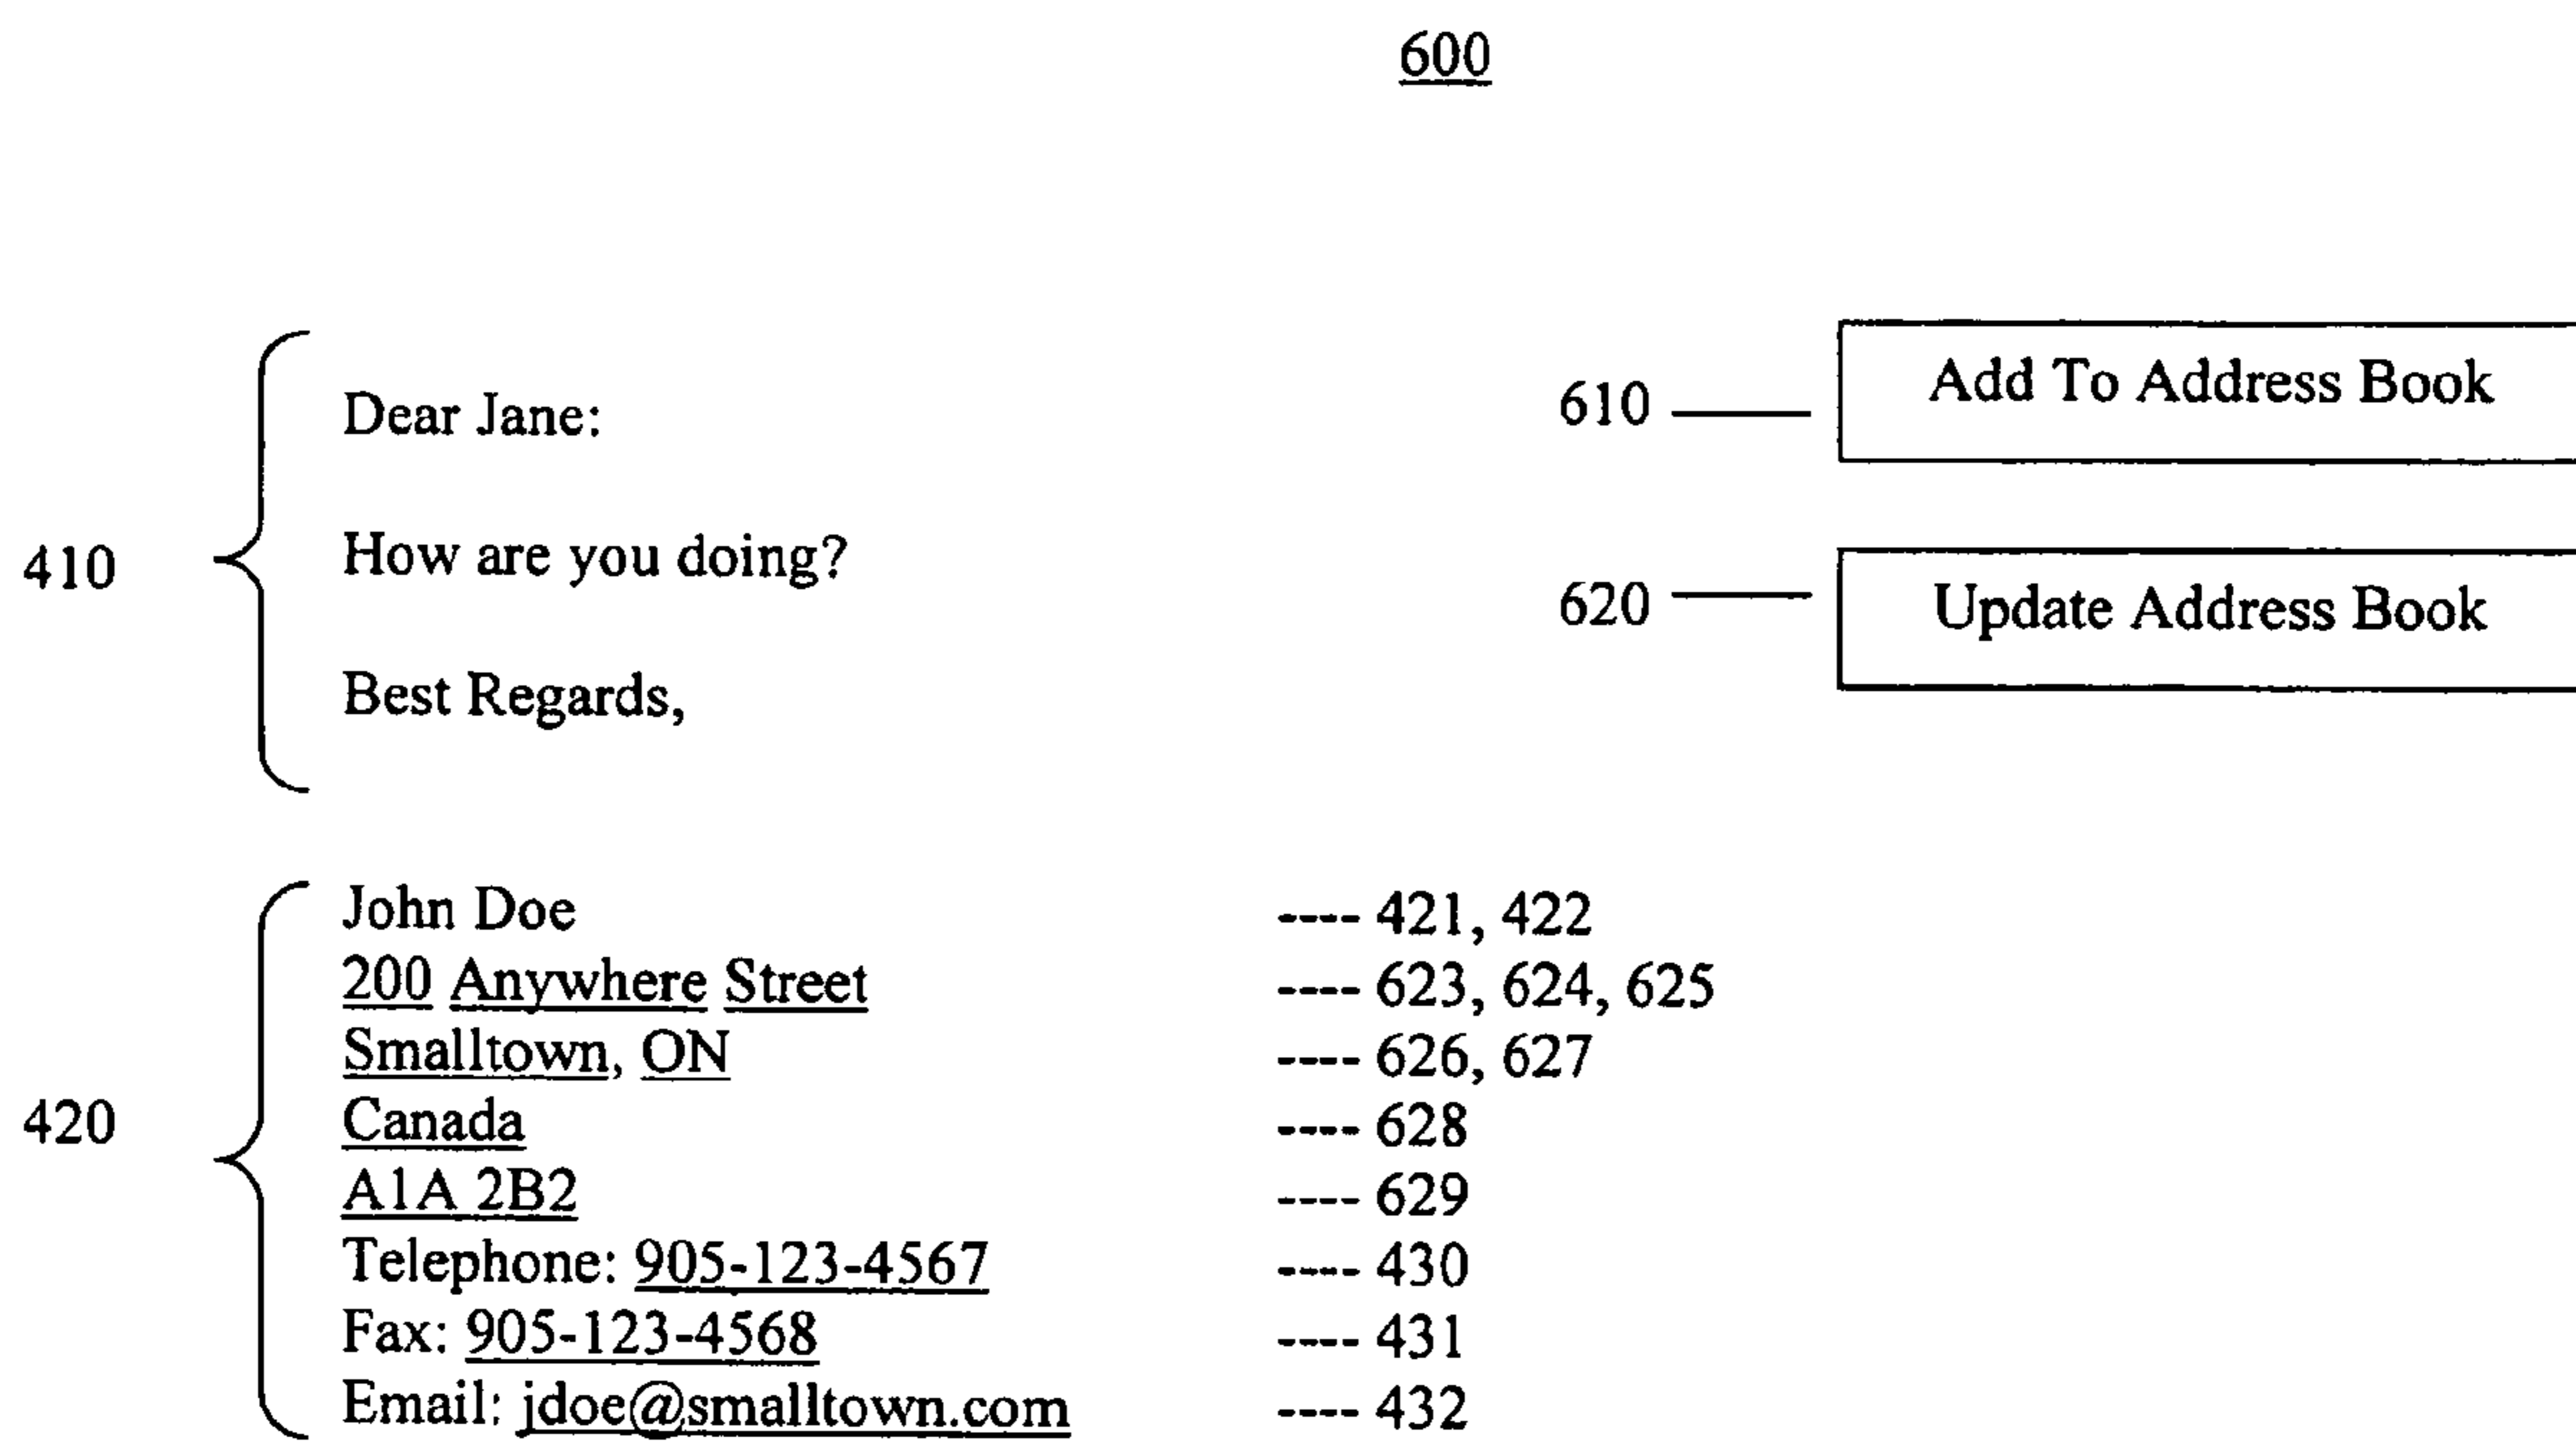 600
Add To Address Book
610
Dear Jane:
410
How are you doing?
620
Update Address Book
Best Regards,
John Doe ---- 421, 422
200 Anywhere Street ---- 623, 624, 625
Smalltown, ON ---- 626, 627
420
Canada ---- 628
A1A 2B2 ---- 629
Telephone: 905-123-4567 ---- 430
Fax: 905-123-4568 ---- 431
Email: jdoe@smalltown.com ---- 432